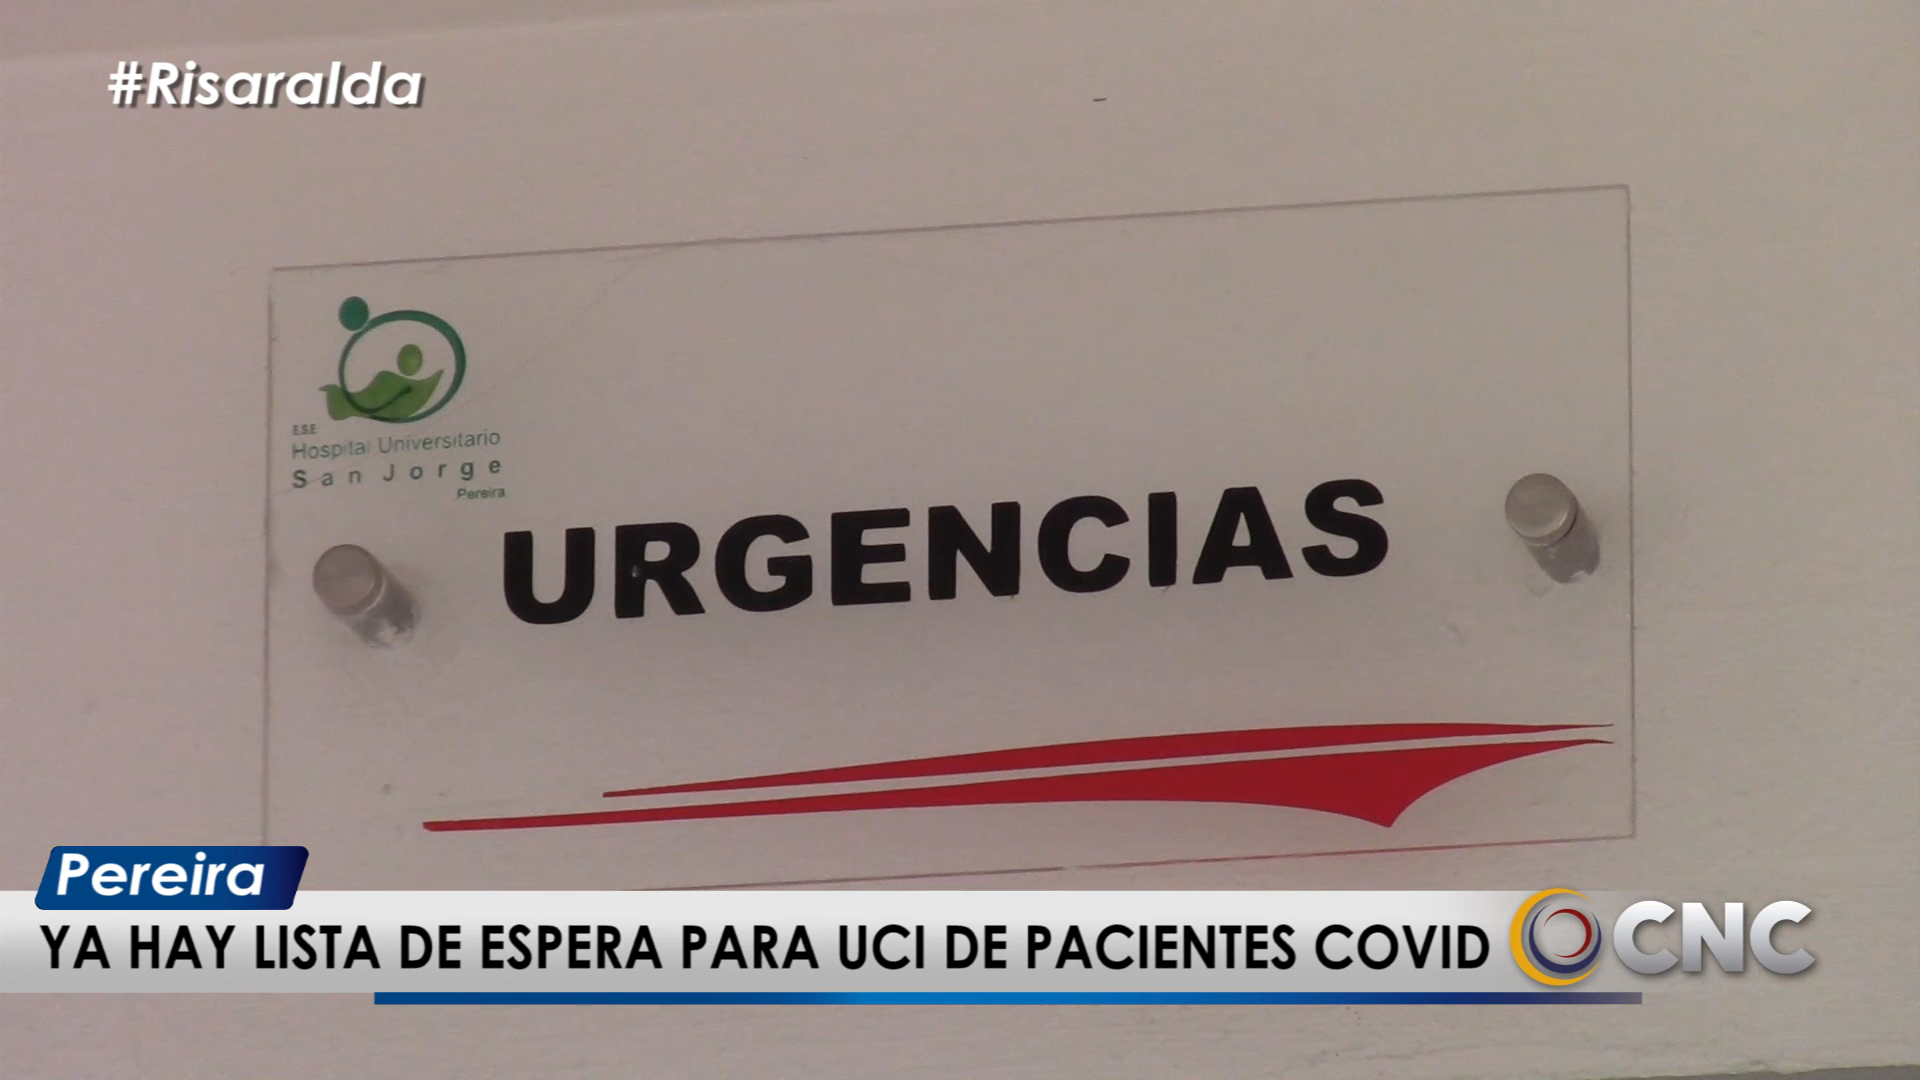 #Risaralda
E.S.E
Hospital Universitario
San Jorge
Pereira
URGENCIAS
Pereira
YA HAY LISTA DE ESPERA PARA UCI DE PACIENTES COVID
CNC